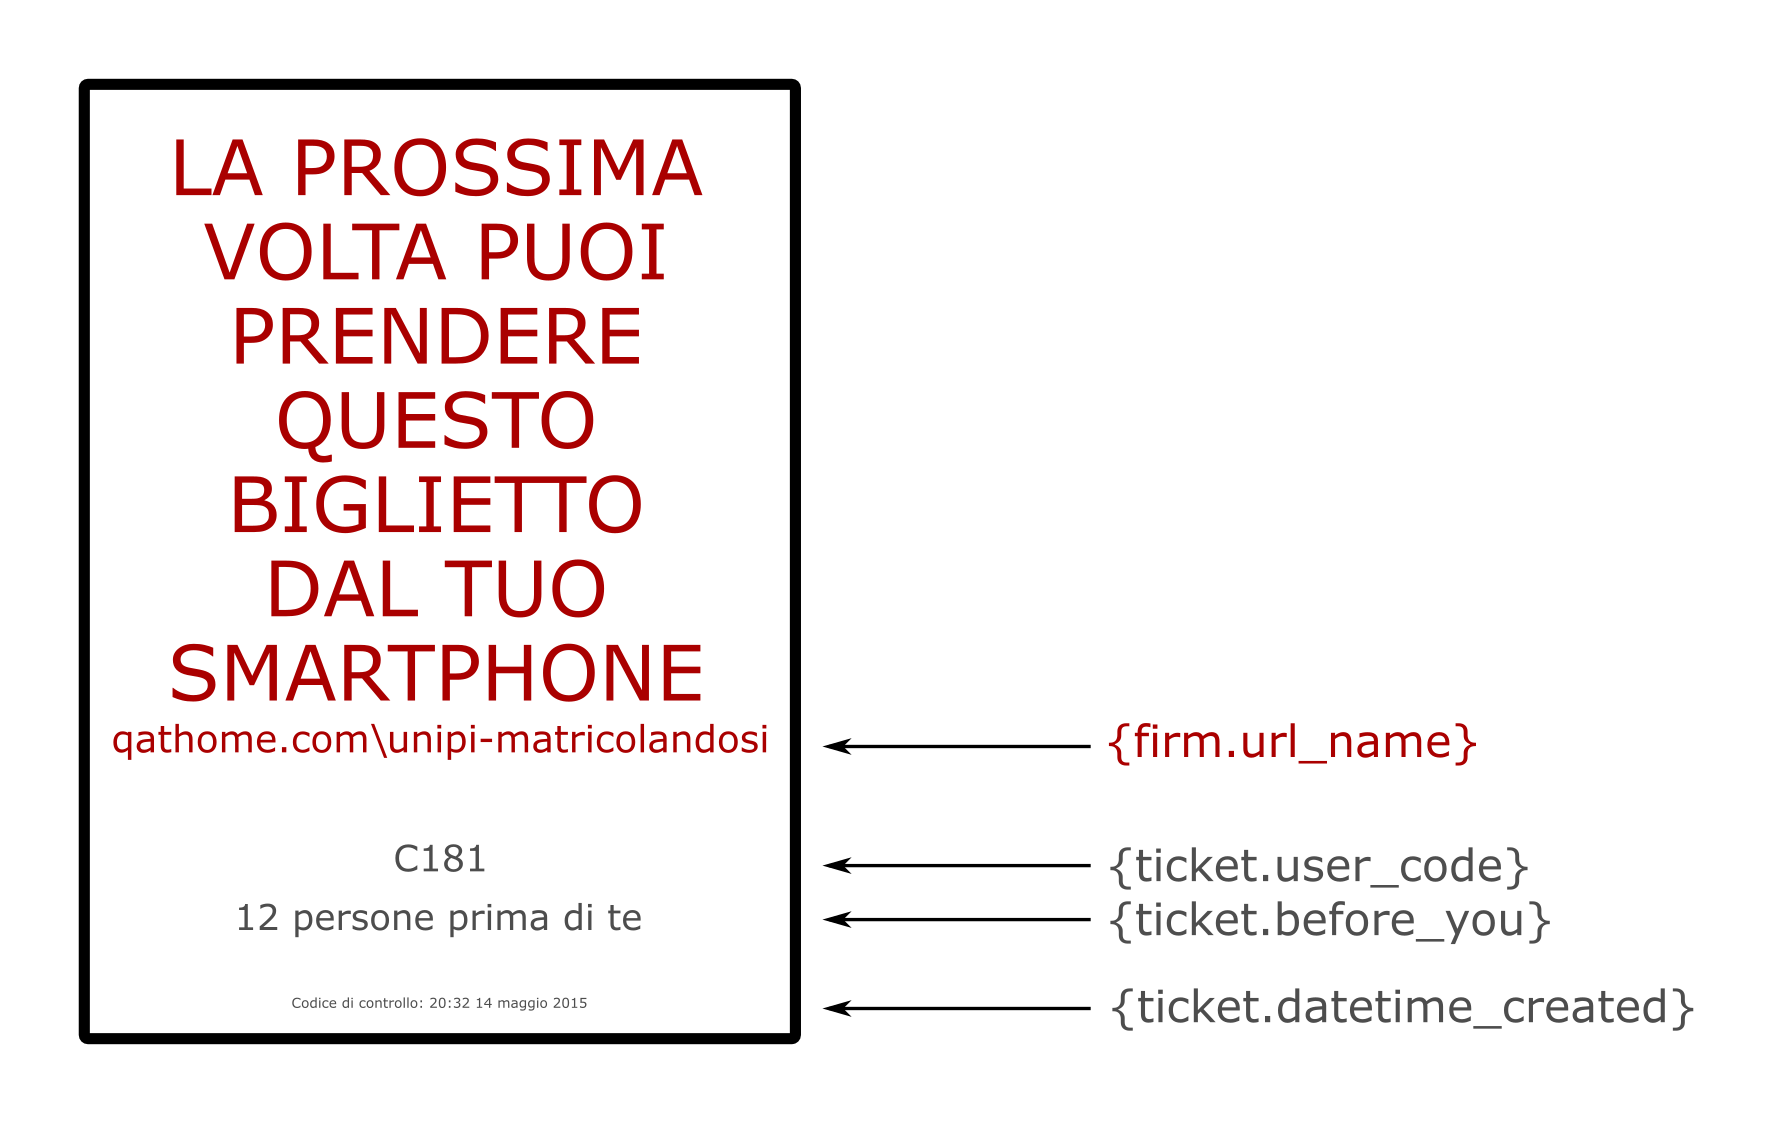 LA PROSSIMA
VOLTA PUOI
PRENDERE
QUESTO
BIGLIETTO
DAL TUO
SMARTPHONE
qathome.com\unipi-matricolandosi
{firm.url_name}
C181
{ticket.user_code}
12 persone prima di te
{ticket.before_you}
Codice di controllo: 20:32 14 maggio 2015
{ticket.datetime_created}